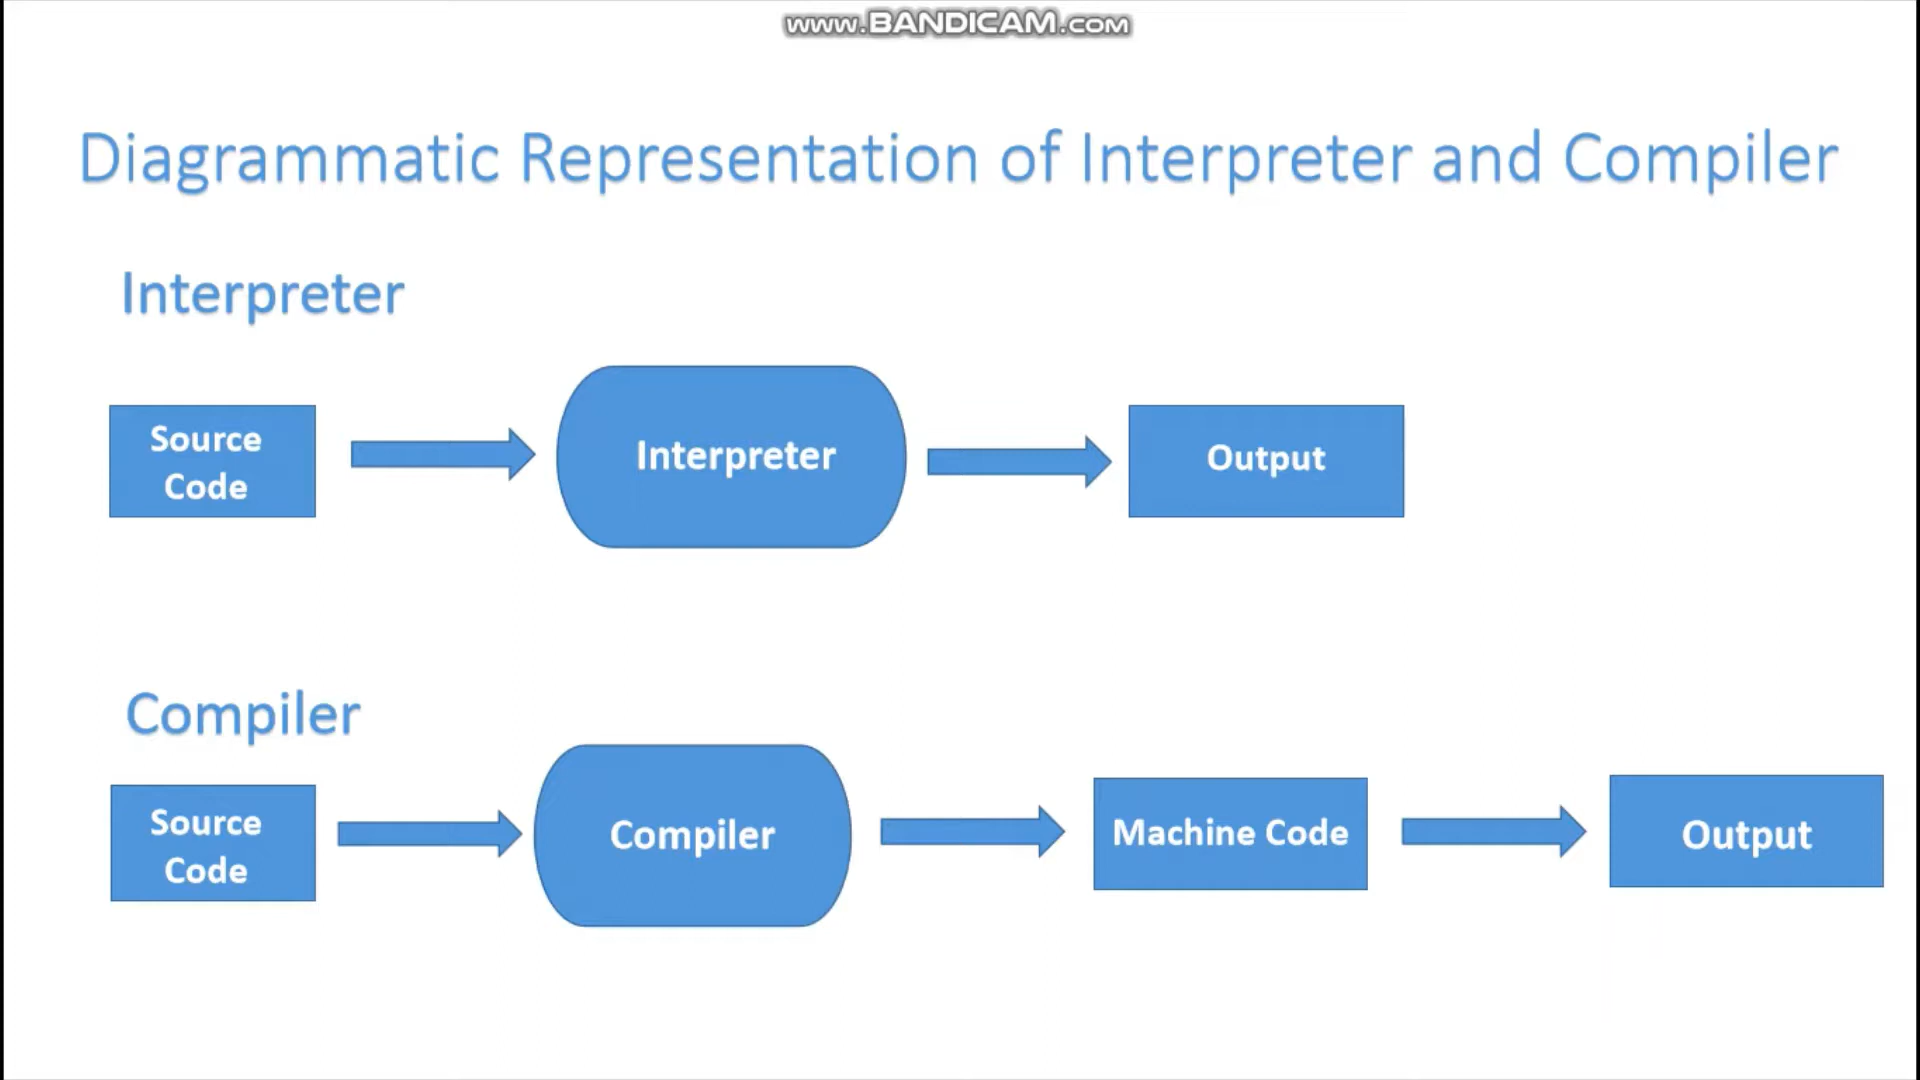 www.BANDICAM.com
Diagrammatic Representation of Interpreter and Compiler
Interpreter
Source
Code
Interpreter
Output
Compiler
Source
Code
Compiler
Machine Code
Output